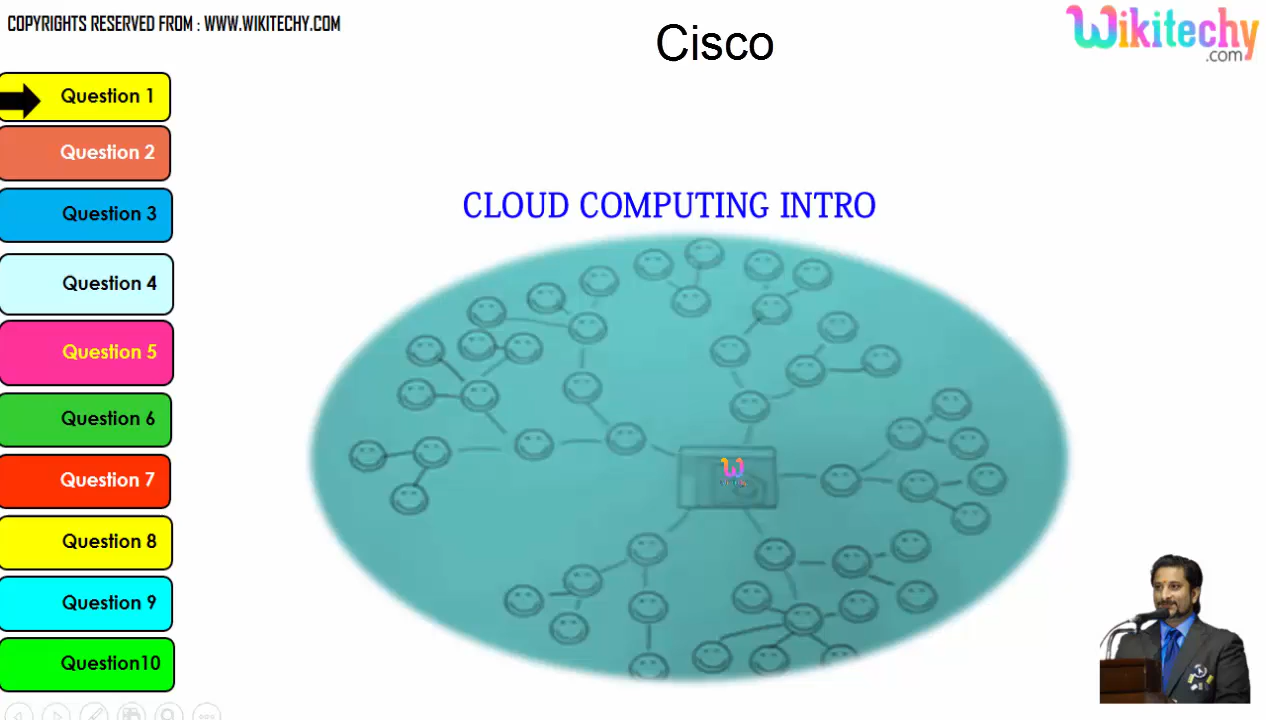 COPYRIGHTS RESERVED FROM : WWW.WIKITECHY.COM
Cisco
Wikitechy
.com
Question 1
Question 2
Question 3
Question 4
Question 5
Question 6
Question 7
Question 8
Question 9
Question10
CLOUD COMPUTING INTRO
W